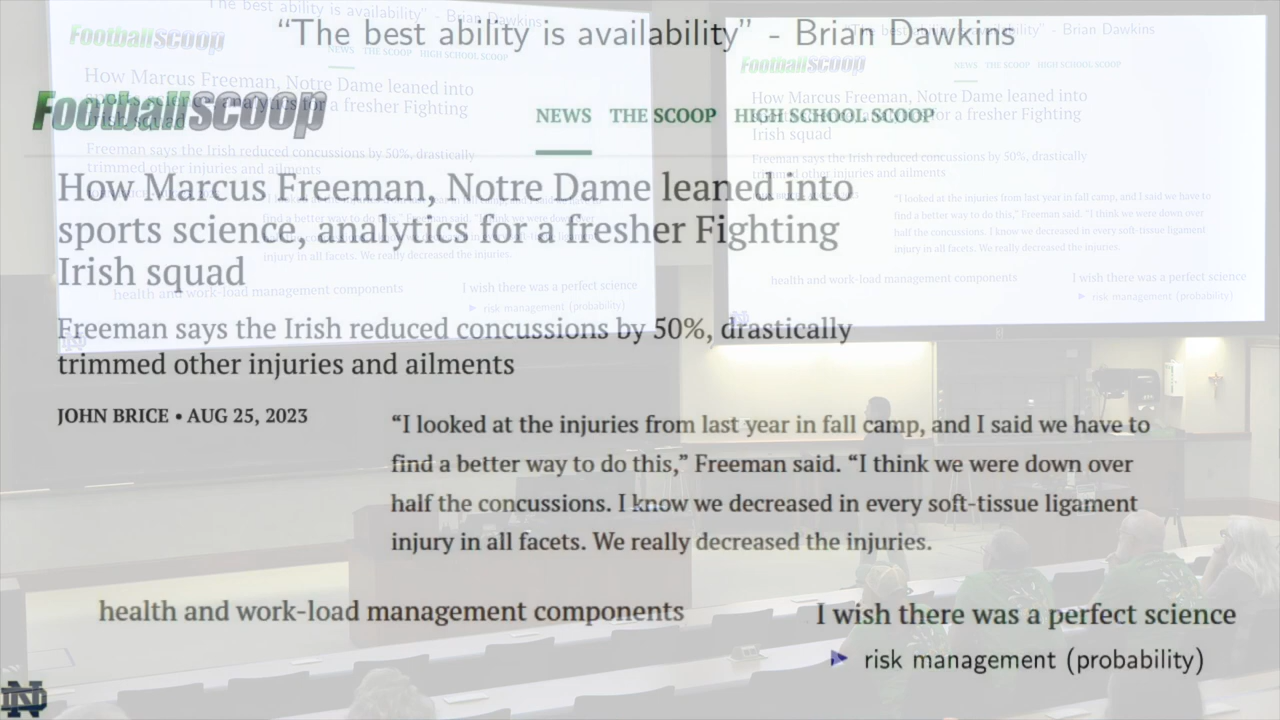 “The best ability is availability” - Brian Dawkins
Footballscoop
NEWS THE SCOOP HIGH SCHOOL SCOOP
How Marcus Freeman, Notre Dame leaned into
sports science, analytics for a fresher Fighting
Irish squad
Freeman says the Irish reduced concussions by 50%, drastically
trimmed other injuries and ailments
JOHN BRICE • AUG 25, 2023
“I looked at the injuries from last year in fall camp, and I said we have to
find a better way to do this,” Freeman said. “I think we were down over
half the concussions. I know we decreased in every soft-tissue ligament
injury in all facets. We really decreased the injuries.
health and work-load management components
I wish there was a perfect science
risk management (probability)
ND